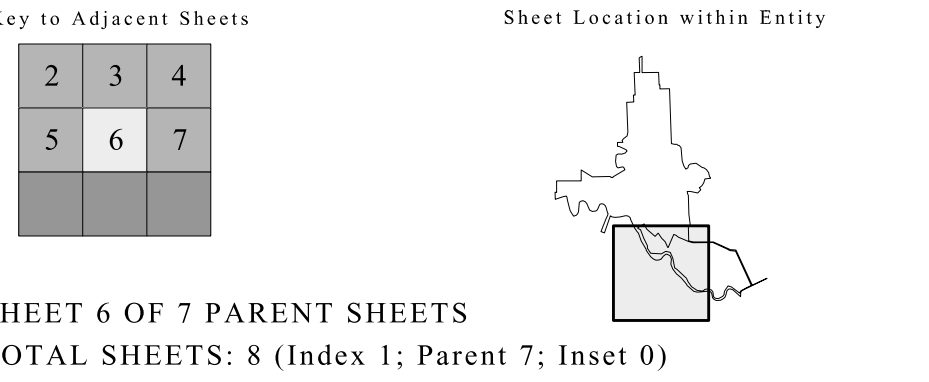 ey to Adjacent Sheets
Sheet Location within Entity
2 3 4
5 6 7
HEET 6 OF 7 PARENT SHEETS
OTAL SHEETS: 8 (Index 1; Parent 7; Inset 0)